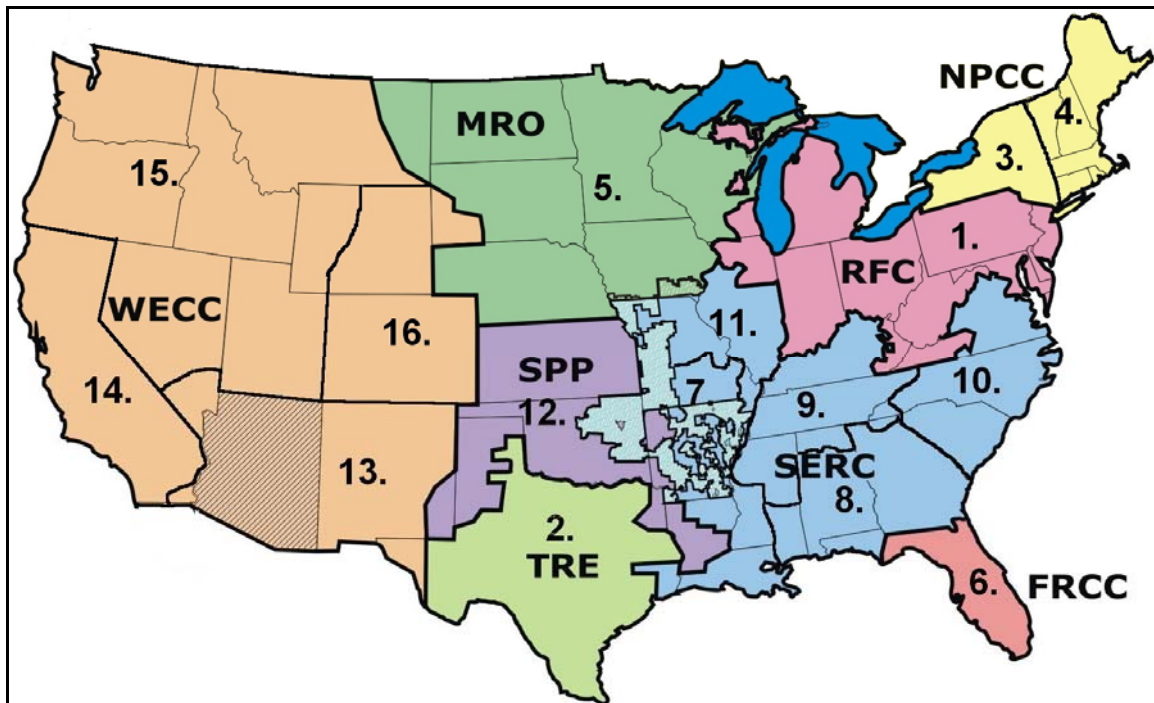 NPCC
4.
MRO
3.
15.
5.
1.
RFC
WECC
11.
16.
SPP
7.
10.
14.
12.
9.
13.
SERC
8.
2.
TRE
6.
FRCC